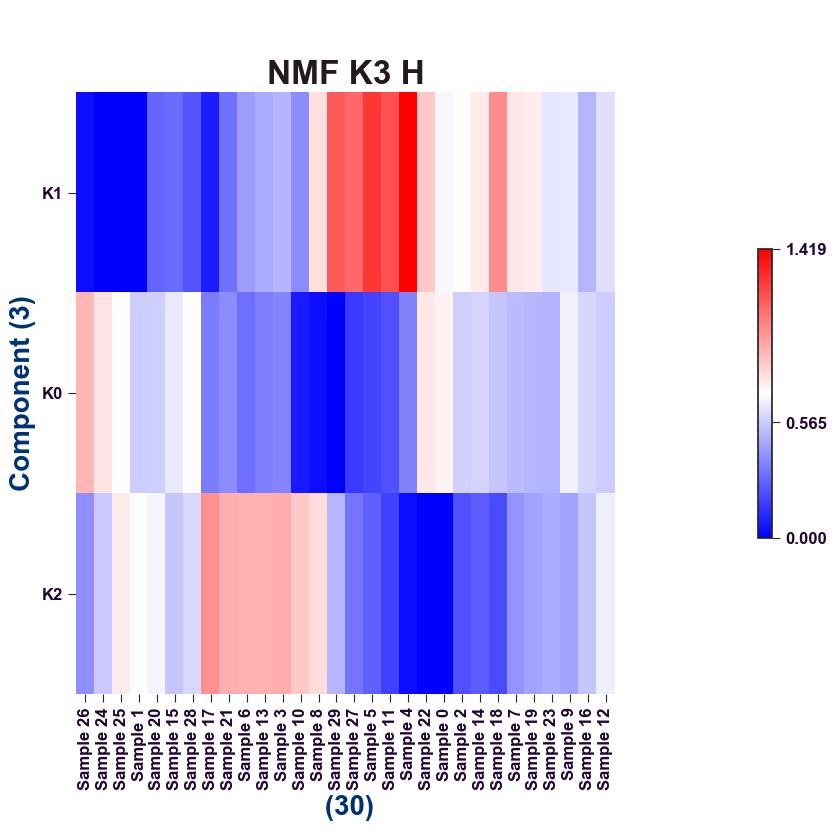 NMF K3 H
K1
K0
K2
Component (3)
1.419
0.565
0.000
Sample 26
Sample 24
Sample 25
Sample 1
Sample 20
Sample 15
Sample 28
Sample 17
Sample 21
Sample 6
Sample 13
Sample 3
Sample 10
Sample 8
Sample 29
Sample 27
Sample 5
Sample 11
Sample 4
Sample 22
Sample 0
Sample 2
Sample 14
Sample 18
Sample 7
Sample 19
Sample 23
Sample 9
Sample 16
Sample 12
(30)